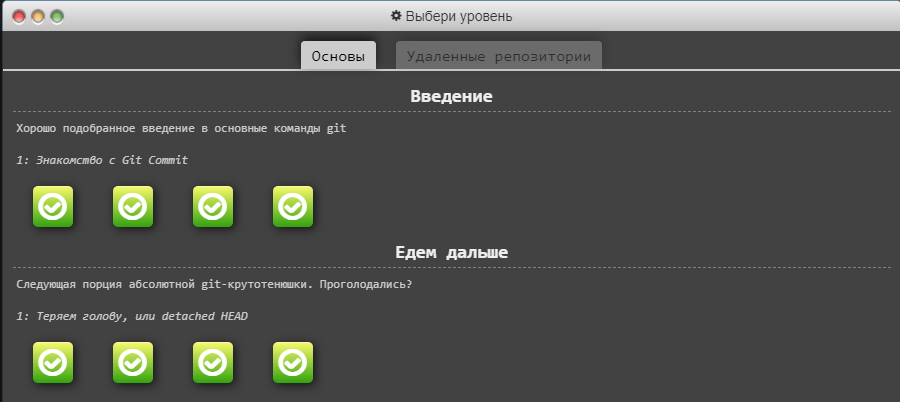 Выбери уровень
Основы
Удаленные репозитории
Введение
Хорошо подобранное введение в основные команды git
1: Знакомство с Git Commit
Едем дальше
Следующая порция абсолютной git-крутотенюшки. Проголодались?
1: Теряем голову, или detached HEAD